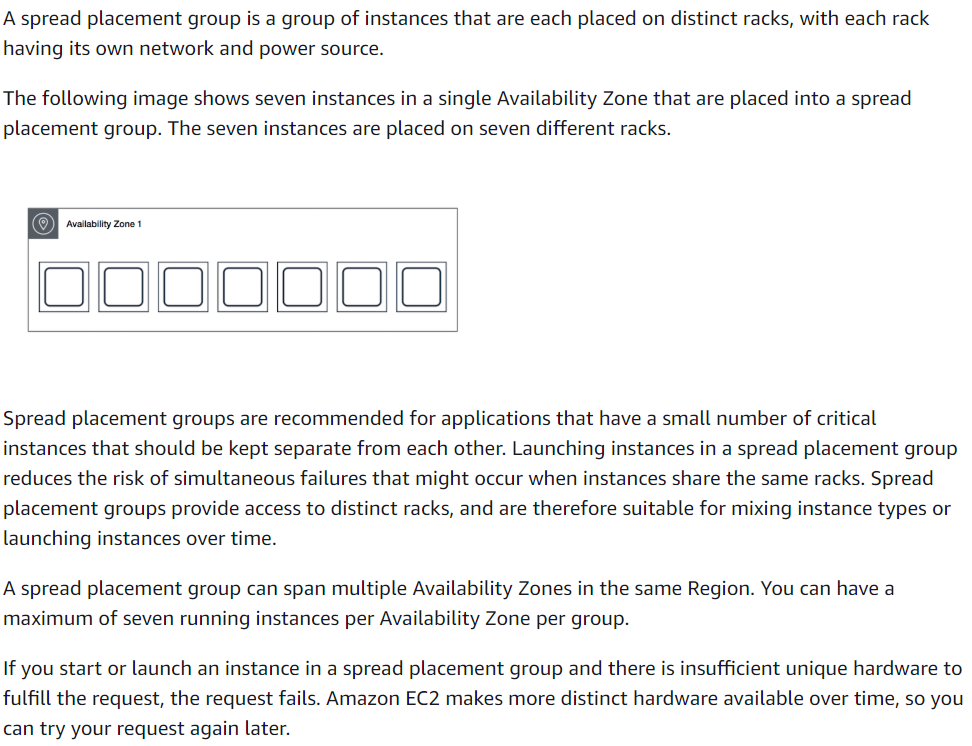 A spread placement group is a group of instances that are each placed on distinct racks, with each rack
having its own network and power source.
The following image shows seven instances in a single Availability Zone that are placed into a spread
placement group. The seven instances are placed on seven different racks.
Availability Zone 1
Spread placement groups are recommended for applications that have a small number of critical
instances that should be kept separate from each other. Launching instances in a spread placement group
reduces the risk of simultaneous failures that might occur when instances share the same racks. Spread
placement groups provide access to distinct racks, and are therefore suitable for mixing instance types or
launching instances over time.
A spread placement group can span multiple Availability Zones in the same Region. You can have a
maximum of seven running instances per Availability Zone per group.
If you start or launch an instance in a spread placement group and there is insufficient unique hardware to
fulfill the request, the request fails. Amazon EC2 makes more distinct hardware available over time, so you
can try your request again later.